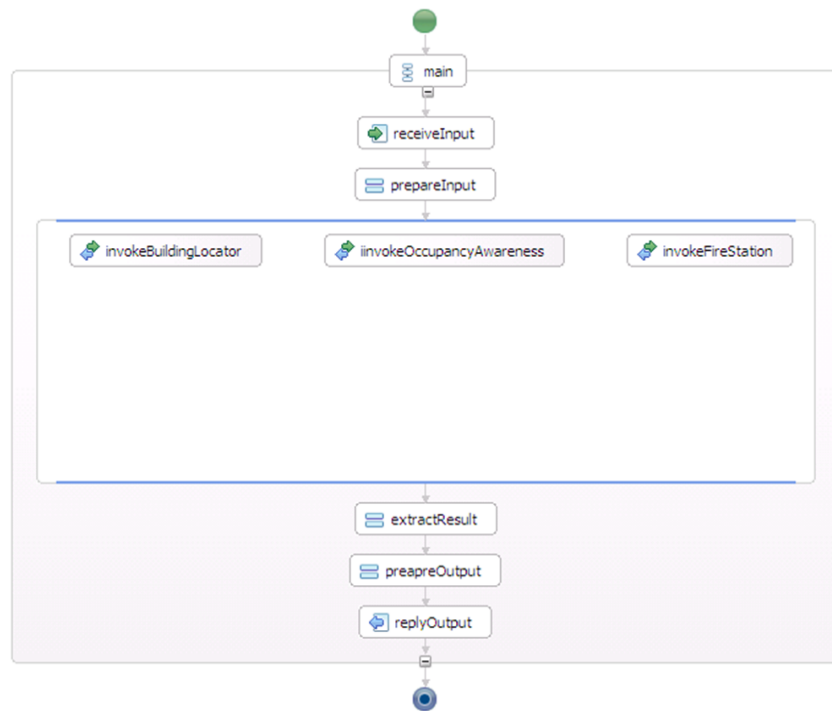 main
receiveInput
prepareInput
invokeBuildingLocator iinvokeOccupancyAwareness invokeFireStation
extractResult
preapreOutput
replyOutput